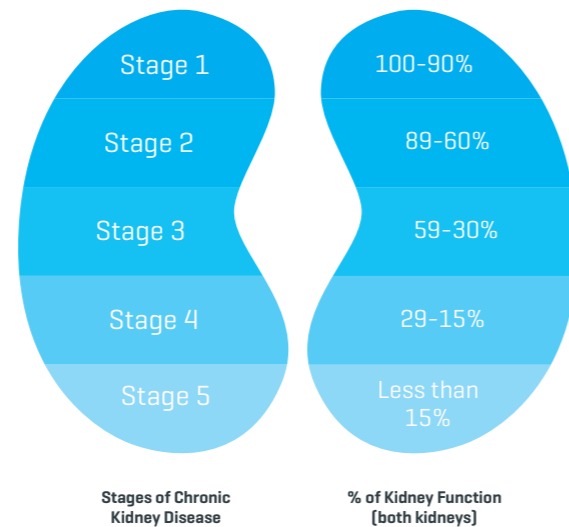 Stage 1
100-90%
Stage 2
89-60%
Stage 3
59-30%
Stage 4
29-15%
Stage 5
Less than
15%
Stages of Chronic
Kidney Disease
% of Kidney Function
(both kidneys)